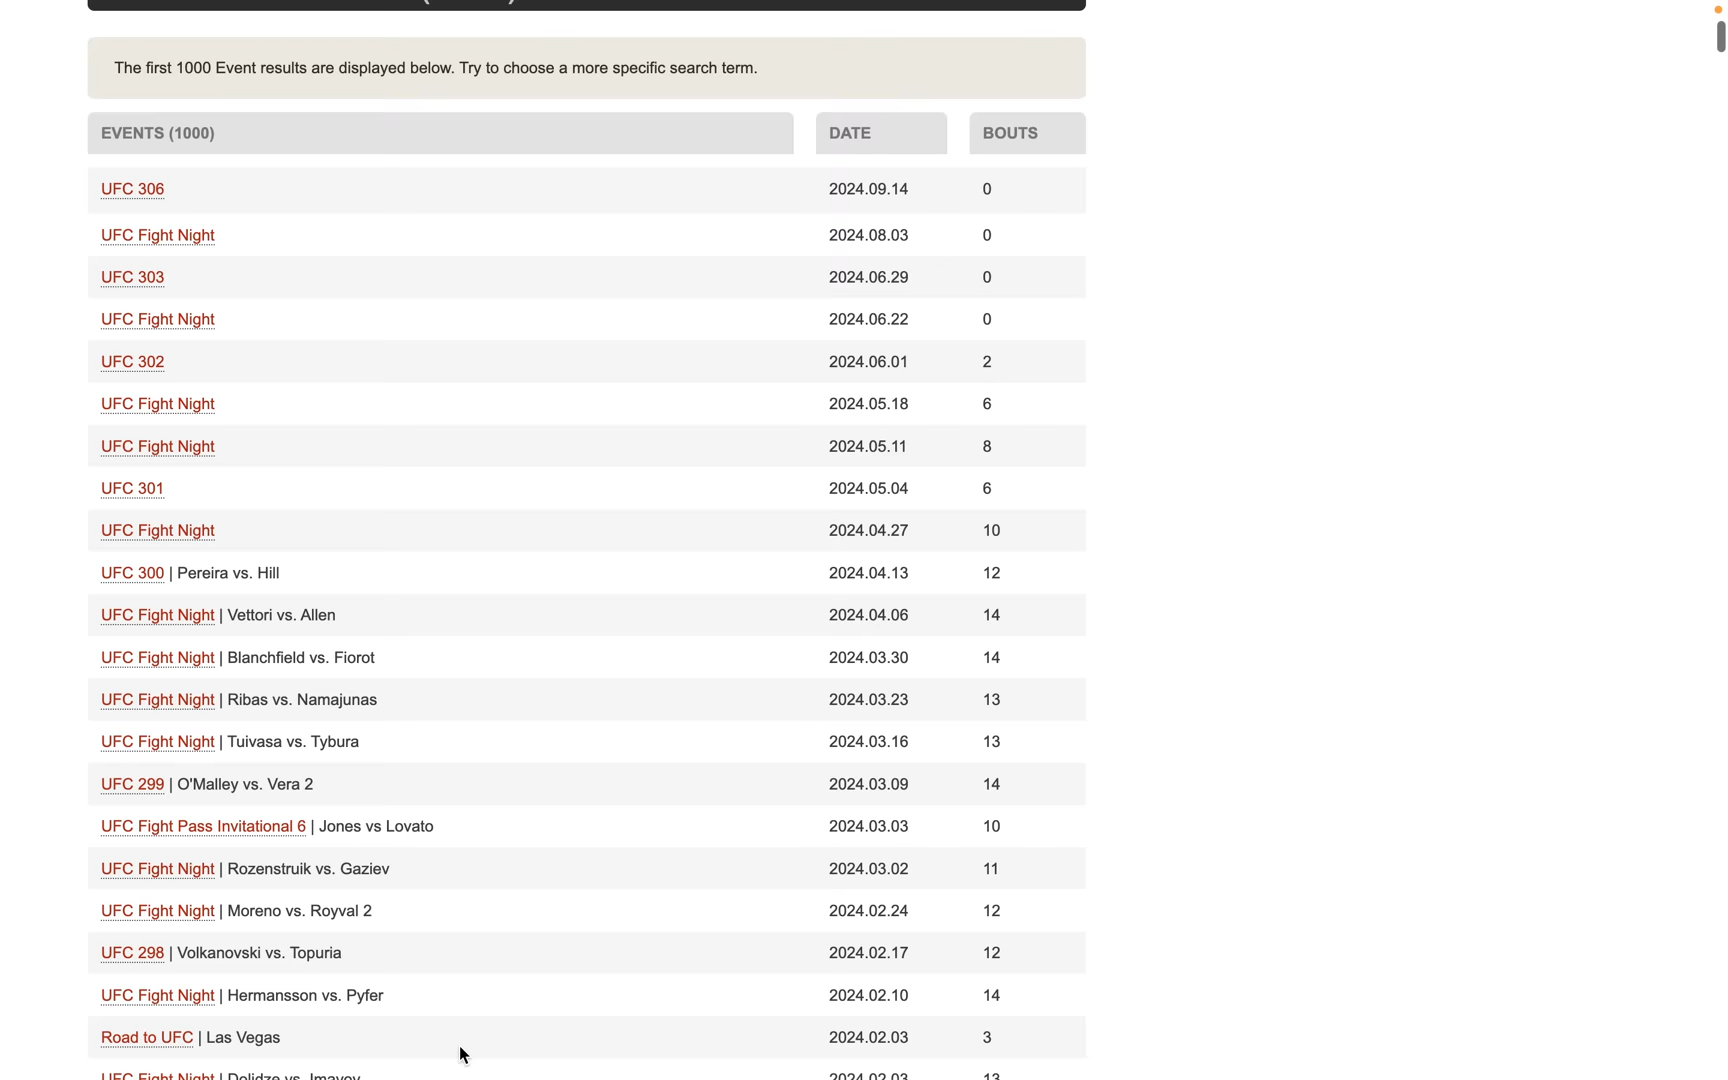 The first 1000 Event results are displayed below. Try to choose a more specific search term.
EVENTS (1000) DATE BOUTS
UFC 306 2024.09.14 0
UFC Fight Night 2024.08.03 0
UFC 303 2024.06.29 0
UFC Fight Night 2024.06.22 0
UFC 302 2024.06.01 2
UFC Fight Night 2024.05.18 6
UFC Fight Night 2024.05.11 8
UFC 301 2024.05.04 6
UFC Fight Night 2024.04.27 10
UFC 300 | Pereira vs. Hill 2024.04.13 12
UFC Fight Night | Vettori vs. Allen 2024.04.06 14
UFC Fight Night | Blanchfield vs. Fiorot 2024.03.30 14
UFC Fight Night | Ribas vs. Namajunas 2024.03.23 13
UFC Fight Night | Tuivasa vs. Tybura 2024.03.16 13
UFC 299 | O'Malley vs. Vera 2 2024.03.09 14
UFC Fight Pass Invitational 6 | Jones vs Lovato 2024.03.03 10
UFC Fight Night | Rozenstruik vs. Gaziev 2024.03.02 11
UFC Fight Night | Moreno vs. Royval 2 2024.02.24 12
UFC 298 | Volkanovski vs. Topuria 2024.02.17 12
UFC Fight Night | Hermansson vs. Pyfer 2024.02.10 14
Road to UFC | Las Vegas 2024.02.03 3
UFC Fight Night | Dolidze vs. Imavov 2024.02.03 13